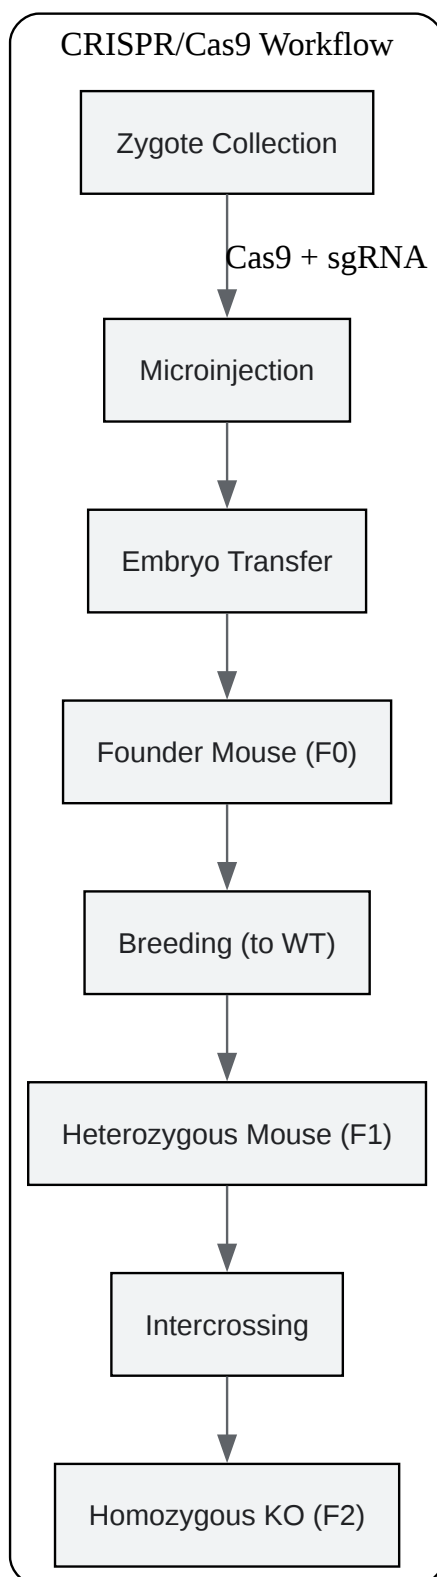 CRISPR/Cas9 Workflow
Zygote Collection
Cas9 + sgRNA
Microinjection
Embryo Transfer
Founder Mouse (F0)
Breeding (to WT)
Heterozygous Mouse (F1)
Intercrossing
Homozygous KO (F2)